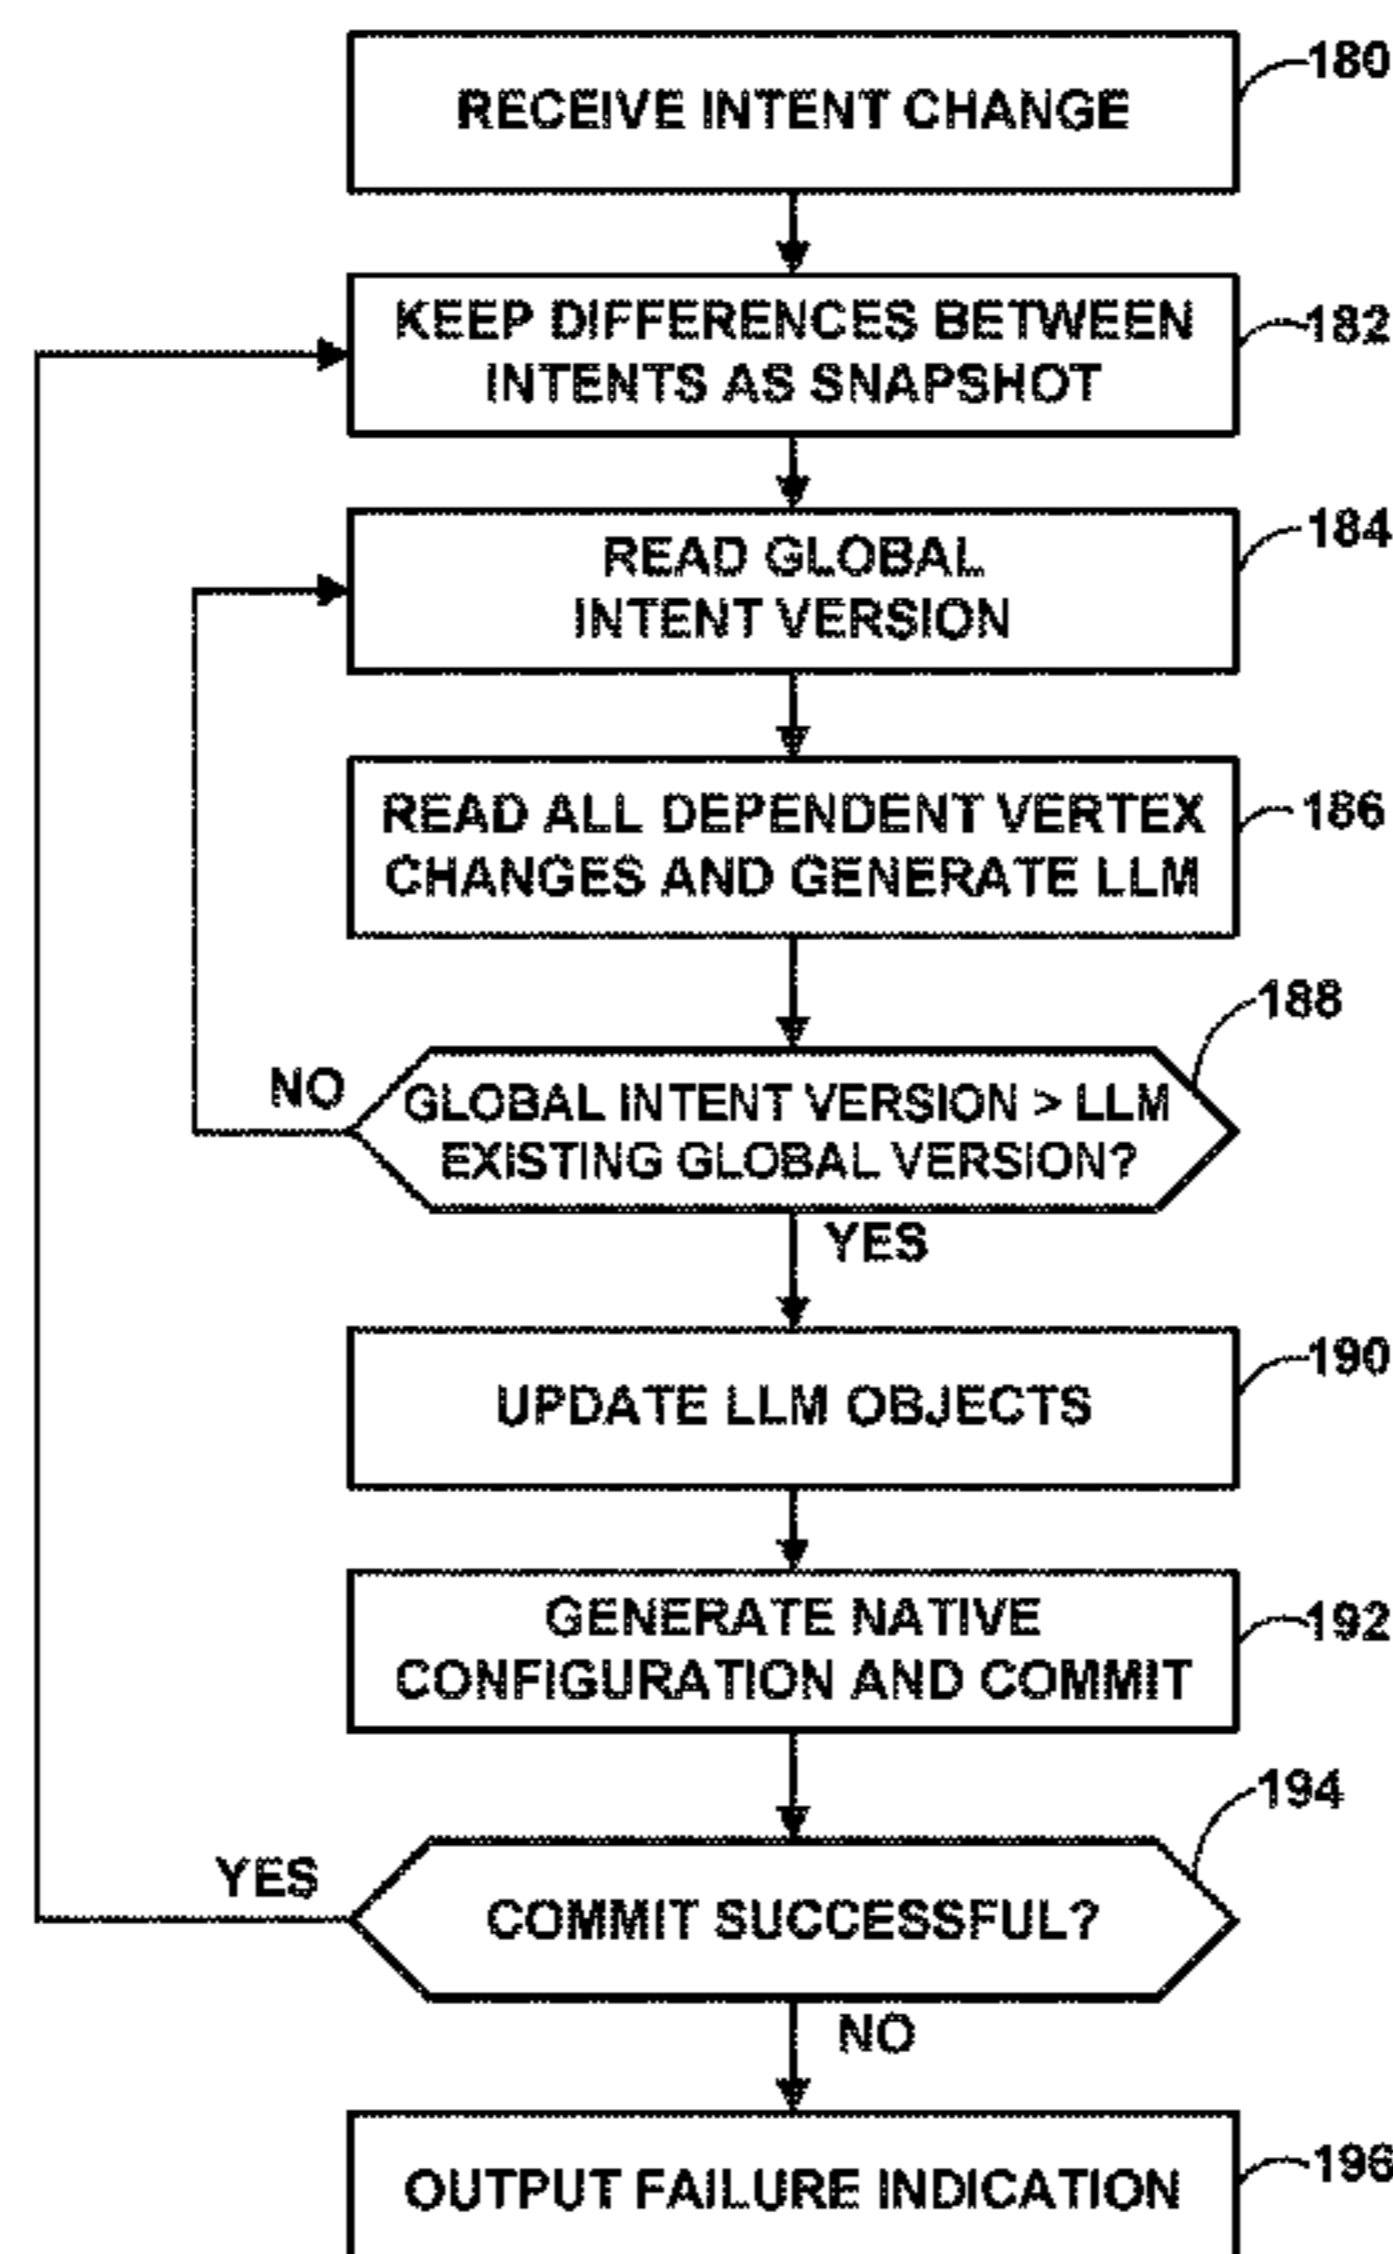 RECEIVE INTENT CHANGE
180
KEEP DIFFERENCES BETWEEN
INTENTS AS SNAPSHOT
182
READ GLOBAL
INTENT VERSION
184
READ ALL DEPENDENT VERTEX
CHANGES AND GENERATE LLM
186
188
NO
GLOBAL INTENT VERSION > LLM
EXISTING GLOBAL VERSION?
YES
UPDATE LLM OBJECTS
190
GENERATE NATIVE
CONFIGURATION AND COMMIT
192
194
YES
COMMIT SUCCESSFUL?
NO
OUTPUT FAILURE INDICATION
196